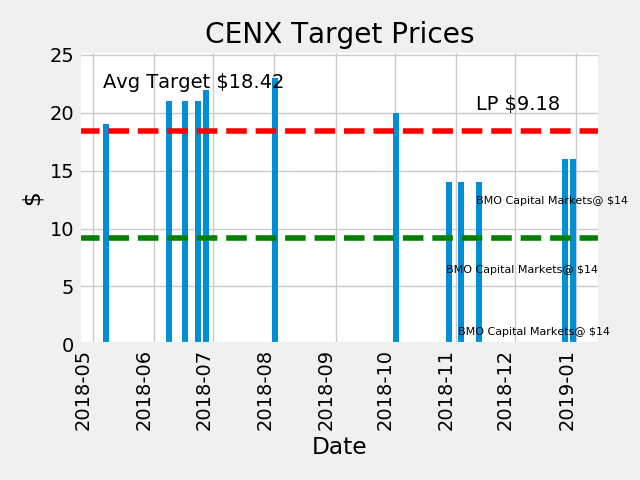 CENX Target Prices
25
Avg Target $18.42
LP $9.18
20
15
BMO Capital Markets@ $14
10
BMO Capital Markets@ $14
5
BMO Capital Markets@ $14
0
$
2018-05
2018-06
2018-07
2018-08
2018-09
2018-10
2018-11
2018-12
2019-01
Date